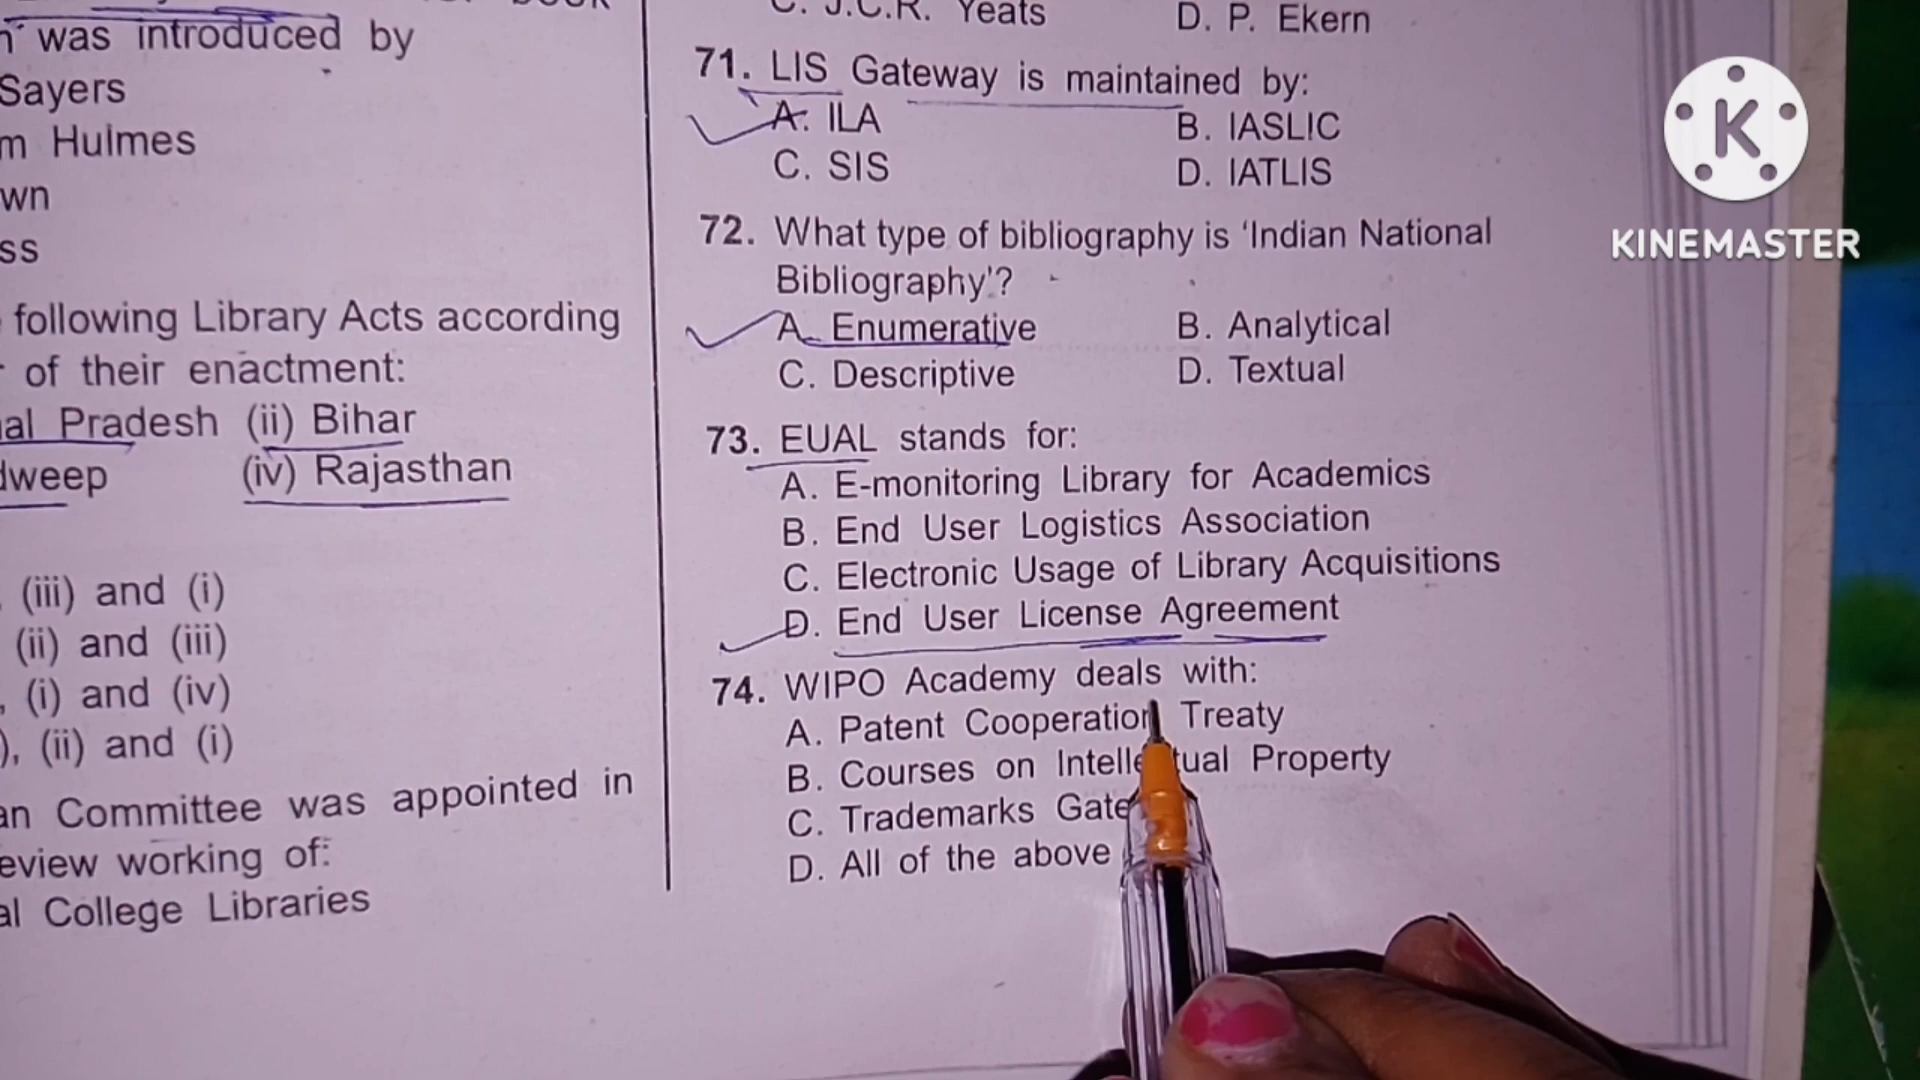 was introduced by
Sayers
m Hulmes
wn
ss
following Library Acts according
of their enactment:
al Pradesh (ii) Bihar
dweep (iv) Rajasthan
(iii) and (i)
(ii) and (iii)
, (i) and (iv)
), (ii) and (i)
an Committee was appointed in
eview working of:
al College Libraries
C. J.C.R. Yeats D. P. Ekern
71. LIS Gateway is maintained by:
A. ILA B. IASLIC
C. SIS D. IATLIS
72. What type of bibliography is 'Indian National
Bibliography'?
A. Enumerative B. Analytical
C. Descriptive D. Textual
73. EUAL stands for:
A. E-monitoring Library for Academics
B. End User Logistics Association
C. Electronic Usage of Library Acquisitions
D. End User License Agreement
74. WIPO Academy deals with:
A. Patent Cooperation Treaty
B. Courses on Intellectual Property
C. Trademarks Gate
D. All of the above
K
KINEMASTER